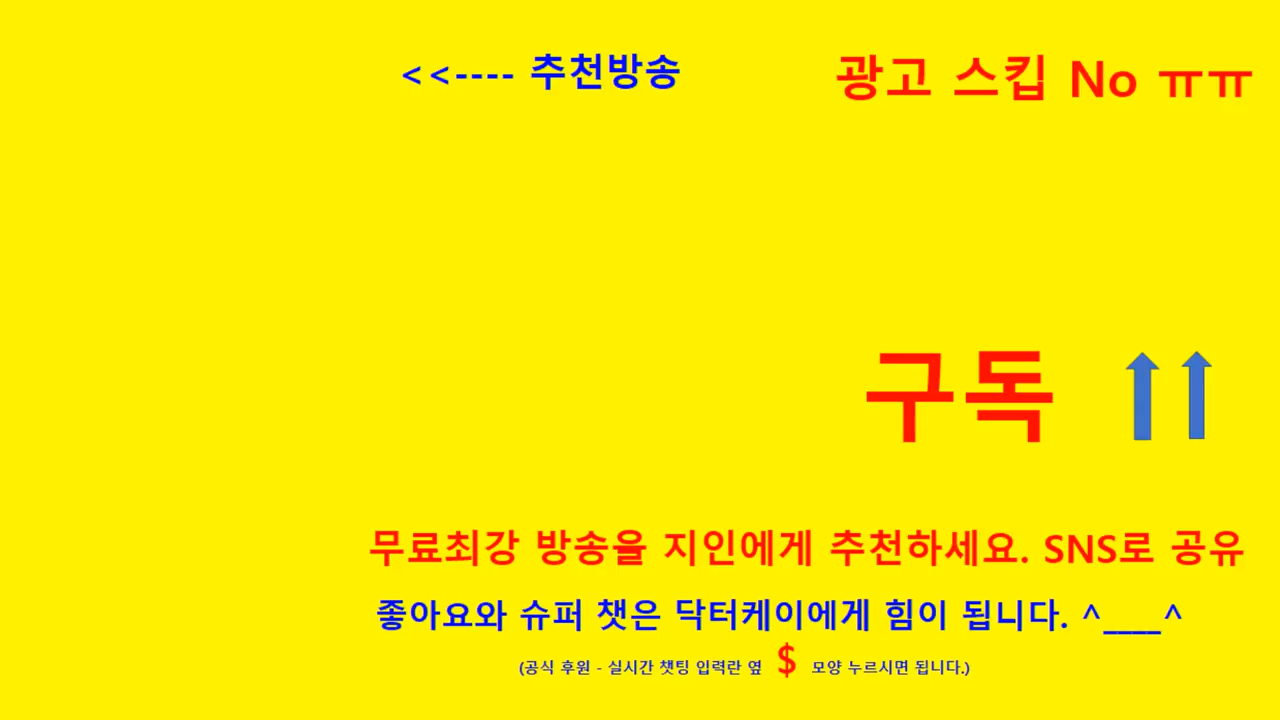 <<---- 추천방송
광고 스킵 No ㅠㅠ
구독
무료최강 방송을 지인에게 추천하세요. SNS로 공유
좋아요와 슈퍼 챗은 닥터케이에게 힘이 됩니다. ^____^
(공식 후원 - 실시간 챗팅 입력란 옆 $ 모양 누르시면 됩니다.)